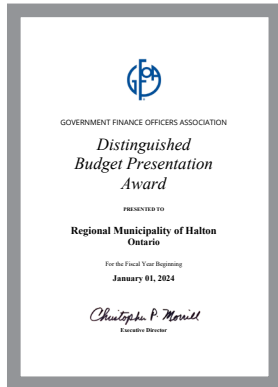 GFOA
GOVERNMENT FINANCE OFFICERS ASSOCIATION
Distinguished
Budget Presentation
Award
PRESENTED TO
Regional Municipality of Halton
Ontario
For the Fiscal Year Beginning
January 01, 2024
Christopher P. Morrill
Executive Director